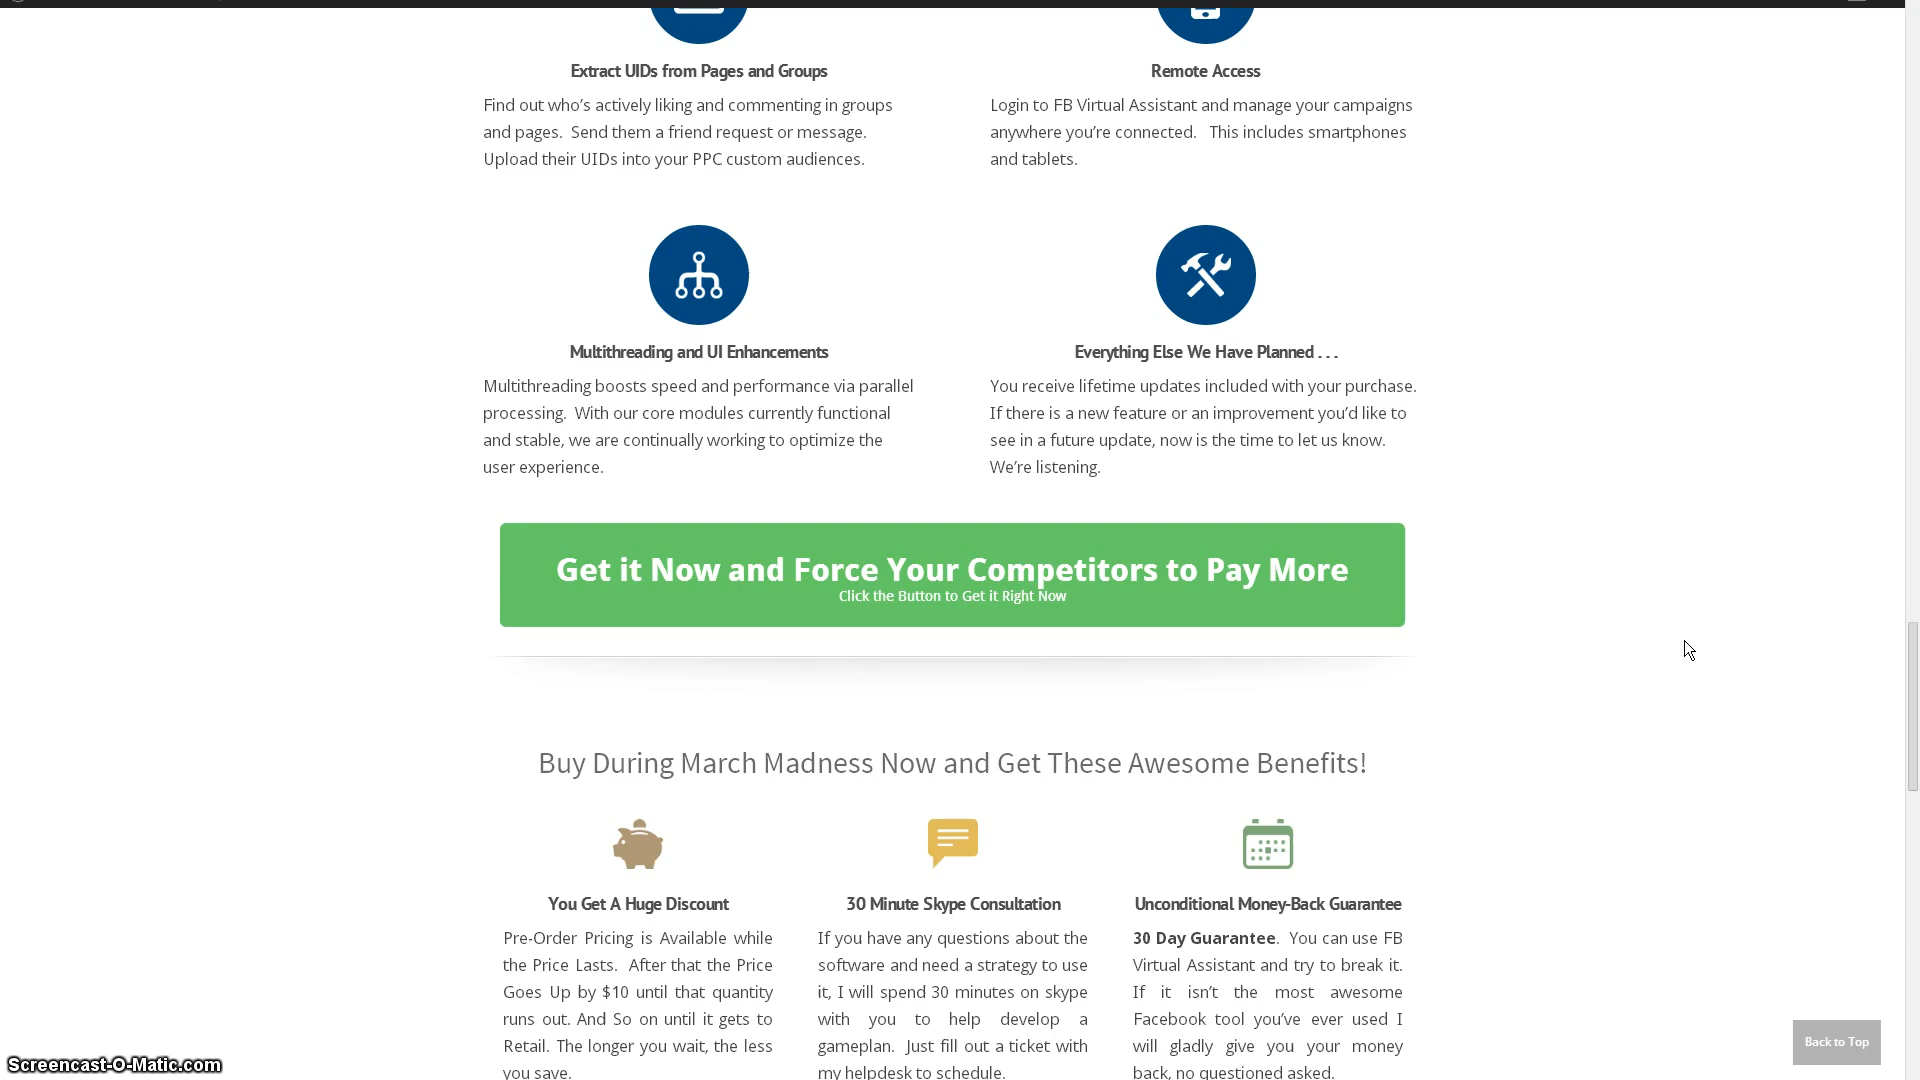 Extract UIDs from Pages and Groups
Find out who’s actively liking and commenting in groups
and pages.  Send them a friend request or message.
Upload their UIDs into your PPC custom audiences.
Remote Access
Login to FB Virtual Assistant and manage your campaigns
anywhere you’re connected.   This includes smartphones
and tablets.
Multithreading and UI Enhancements
Multithreading boosts speed and performance via parallel
processing.  With our core modules currently functional
and stable, we are continually working to optimize the
user experience.
Everything Else We Have Planned . . .
You receive lifetime updates included with your purchase.
If there is a new feature or an improvement you’d like to
see in a future update, now is the time to let us know.
We’re listening.
Get it Now and Force Your Competitors to Pay More
Click the Button to Get it Right Now
Buy During March Madness Now and Get These Awesome Benefits!
You Get A Huge Discount
Pre-Order Pricing is Available while
the Price Lasts.  After that the Price
Goes Up by $10 until that quantity
runs out. And So on until it gets to
Retail. The longer you wait, the less
you save.
30 Minute Skype Consultation
If you have any questions about the
software and need a strategy to use
it, I will spend 30 minutes on skype
with you to help develop a
gameplan.  Just fill out a ticket with
my helpdesk to schedule.
Unconditional Money-Back Guarantee
30 Day Guarantee.  You can use FB
Virtual Assistant and try to break it.
If it isn’t the most awesome
Facebook tool you’ve ever used I
will gladly give you your money
back, no questioned asked.
Back to Top
Screencast-O-Matic.com